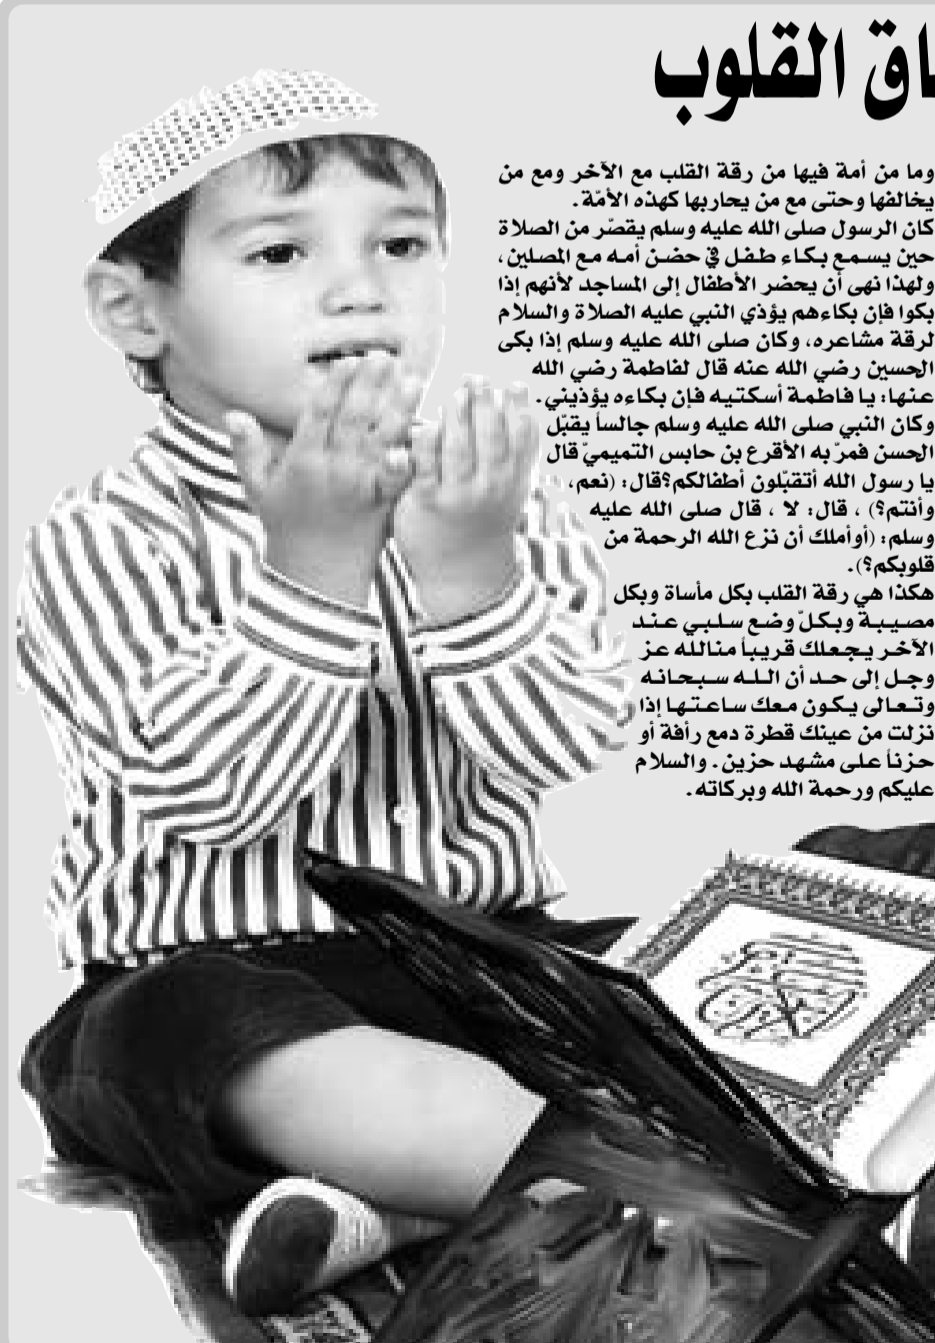 القلوب
وما من أمة فيها من رقة القلب مع الآخر ومع من
يخالفها وحتى مع من يحاربها كهذه الأمّة.
كان الرسول صلى الله عليه وسلم يقصّر من الصلاة
حين يسمع بكاء طفل في حضن أمه مع المصلين،
ولهذا نهى أن يحضر الأطفال إلى المساجد لأنهم إذا
بكوا فإن بكاءهم يؤذي النبي عليه الصلاة والسلام
لرقة مشاعره، وكان صلى الله عليه وسلم إذا بكى
الحسين رضي الله عنه قال لفاطمة رضي الله
عنها: يا فاطمة أسكتيه فإن بكاءه يؤذيني.
وكان النبي صلى الله عليه وسلم جالساً يقبّل
الحسن فمرّ به الأقرع بن حابس التميميّ قال
يا رسول الله أتقبّلون أطفالكم؟قال: (نعم،
وأنتم؟) ، قال: لا ، قال صلى الله عليه
وسلم: (أوأملك أن نزع الله الرحمة من
قلوبكم؟).
هكذا هي رقة القلب بكل مأساة وبكل
مصيبة وبكلّ وضع سلبي عند
الآخر يجعلك قريباً منالله عز
وجل إلى حد أن الله سبحانه
وتعالى يكون معك ساعتها إذا
نزلت من عينك قطرة دمع رأفة أو
حزناً على مشهد حزين. والسلام
عليكم ورحمة الله وبركاته.